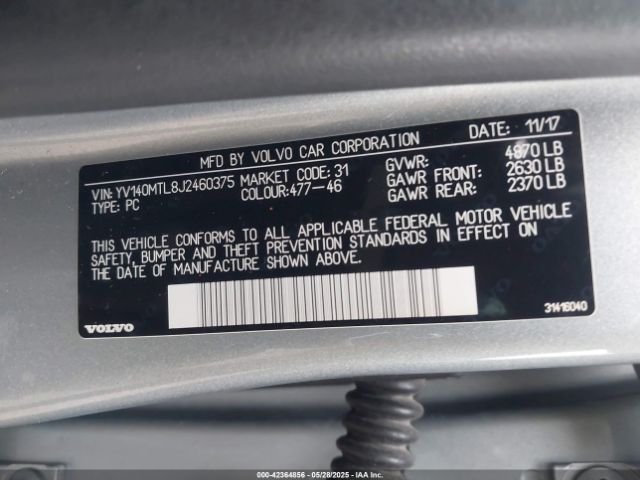 MFD BY VOLVO CAR CORPORATION DATE: 11/17
VIN: YV140MTL8J2460375 MARKET CODE: 31 GVWR: 4870 LB
TYPE: PC COLOUR:477-46 GAWR FRONT: 2630 LB
GAWR REAR: 2370 LB
THIS VEHICLE CONFORMS TO ALL APPLICABLE FEDERAL MOTOR VEHICLE
SAFETY, BUMPER AND THEFT PREVENTION STANDARDS IN EFFECT ON
THE DATE OF MANUFACTURE SHOWN ABOVE.
VOLVO 31416040
000-42364856 - 05/28/2025 - IAAI.CA